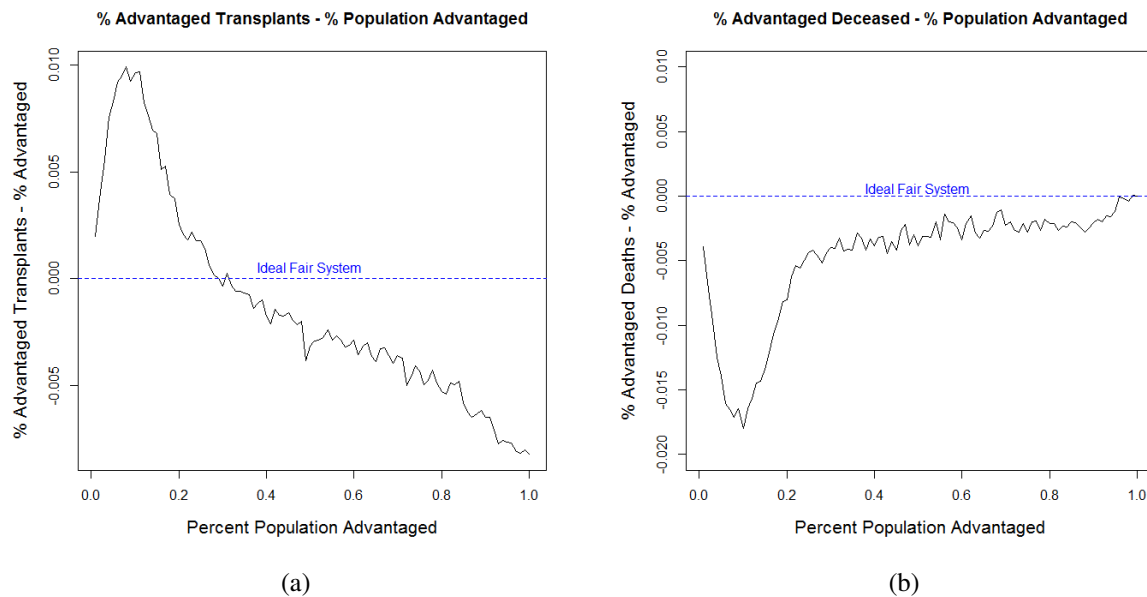 % Advantaged Transplants - % Population Advantaged
% Advantaged Transplants - % Advantaged
0.010
0.005
0.000
-0.005
Ideal Fair System
0.0 0.2 0.4 0.6 0.8 1.0
Percent Population Advantaged
(a)
% Advantaged Deceased - % Population Advantaged
% Advantaged Deaths - % Advantaged
0.010
0.005
0.000
-0.005
-0.010
-0.015
-0.020
Ideal Fair System
0.0 0.2 0.4 0.6 0.8 1.0
Percent Population Advantaged
(b)